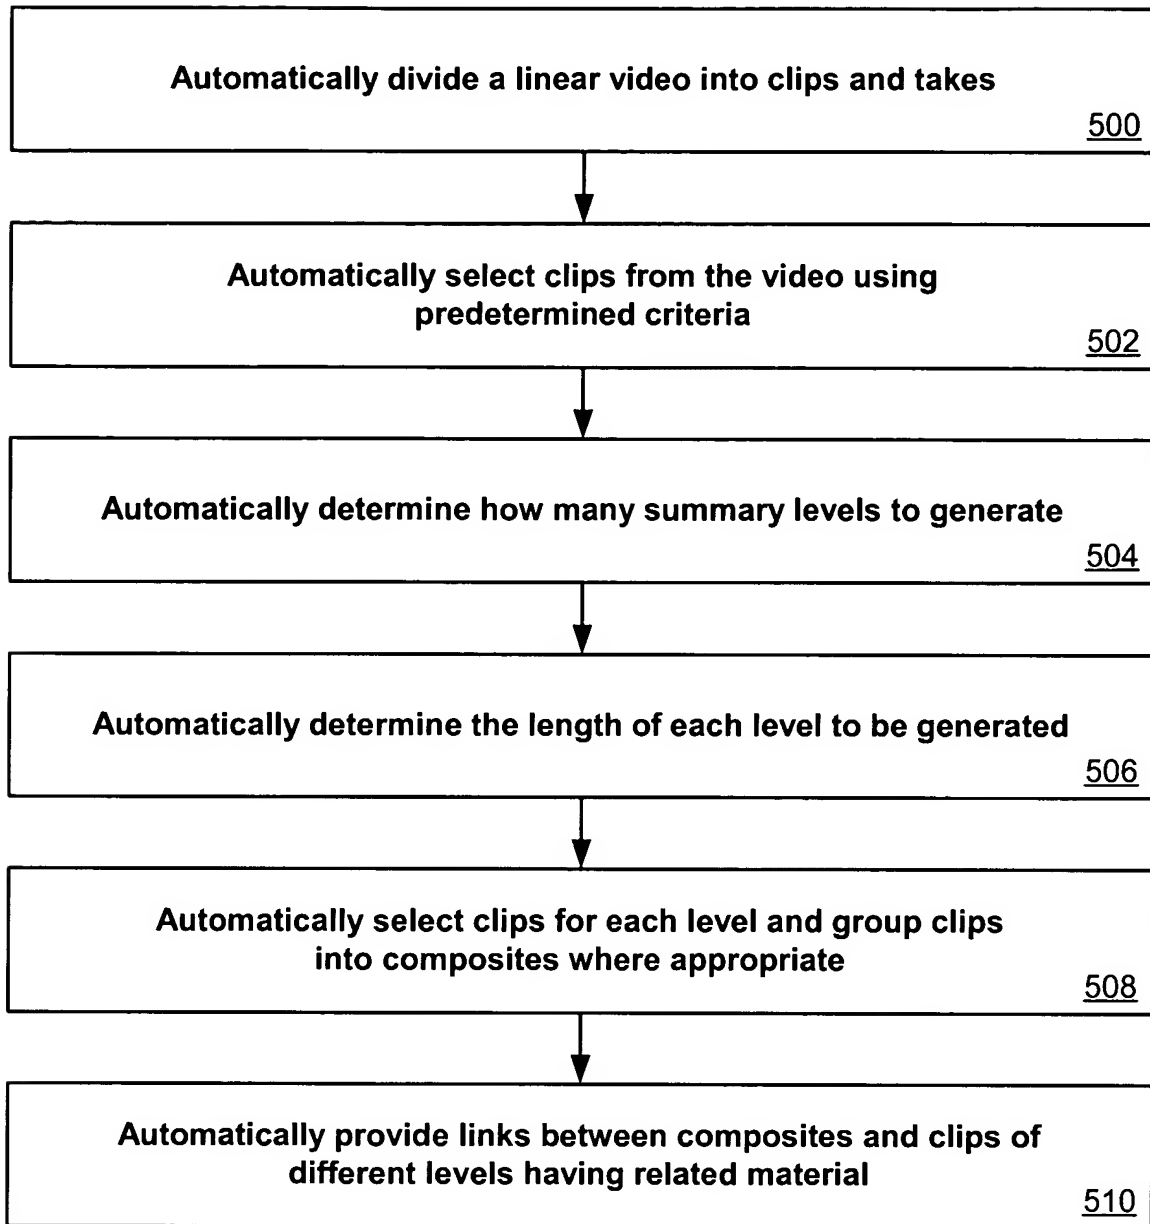 Automatically divide a linear video into clips and takes
500
Automatically select clips from the video using
predetermined criteria
502
Automatically determine how many summary levels to generate
504
Automatically determine the length of each level to be generated
506
Automatically select clips for each level and group clips
into composites where appropriate
508
Automatically provide links between composites and clips of
different levels having related material
510